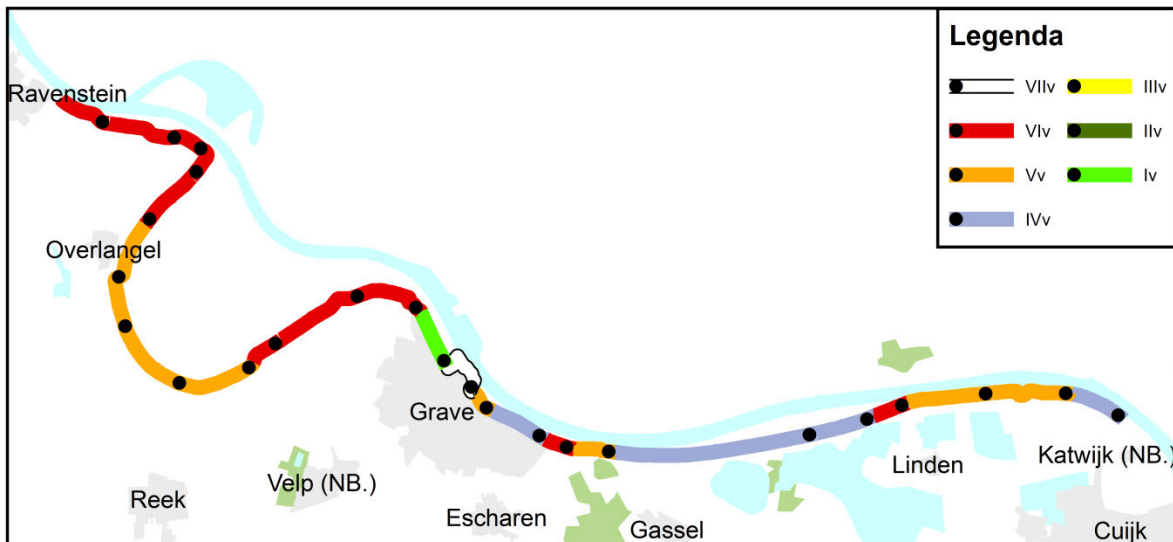 Legenda
VIIv
IIIv
VIv
IIv
Vv
Iv
IVv
Ravenstein
Overlangel
Grave
Velp (NB.)
Reek
Escharen
Gassel
Linden
Katwijk (NB.)
Cuijk